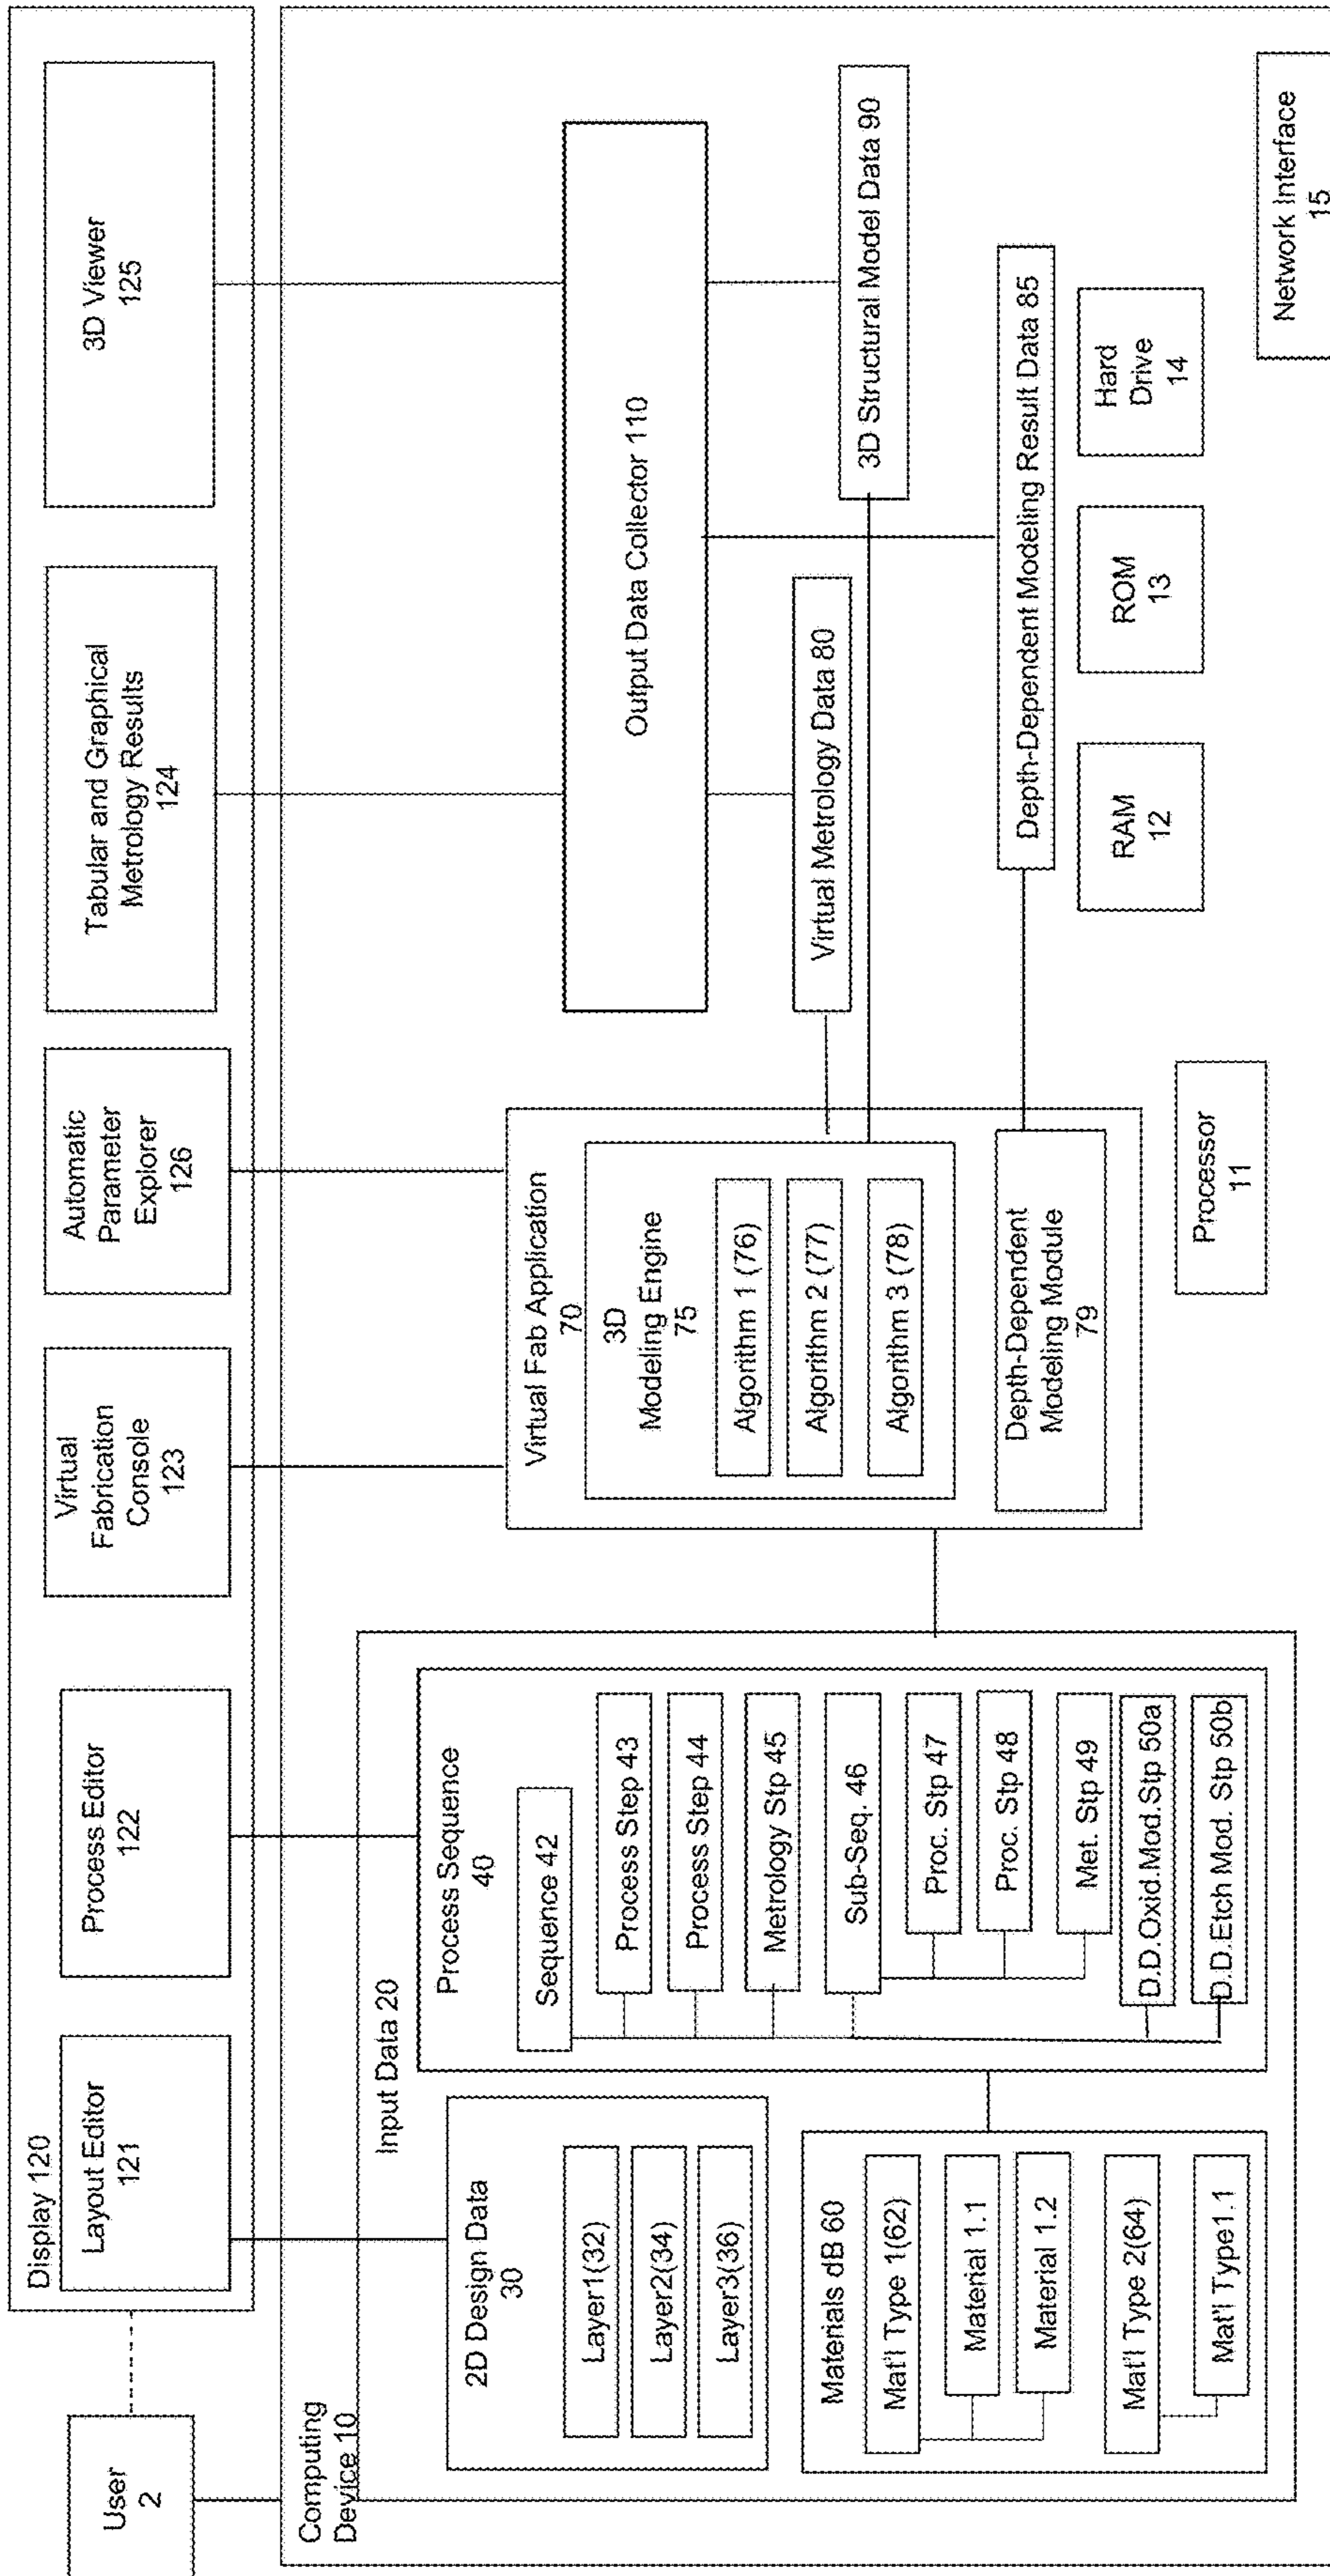 User
2
Display 120
Layout Editor
121
Process Editor
122
Virtual
Fabrication
Console
123
Automatic
Parameter
Explorer
126
Tabular and Graphical
Metrology Results
124
3D Viewer
125
Computing
Device 10
Input Data 20
2D Design Data
30
Layer1(32)
Layer2(34)
Layer3(36)
Materials dB 60
Mat'l Type 1(62)
Material 1.1
Material 1.2
Mat'l Type 2(64)
Mat'l Type1.1
Process Sequence
40
Sequence 42
Process Step 43
Process Step 44
Metrology Stp 45
Sub-Seq. 46
Proc. Stp 47
Proc. Stp 48
Met. Stp 49
D.D.Oxid.Mod.Stp 50a
D.D.Etch Mod. Stp 50b
Virtual Fab Application
70
3D
Modeling Engine
75
Algorithm 1 (76)
Algorithm 2 (77)
Algorithm 3 (78)
Depth-Dependent
Modeling Module
79
Output Data Collector 110
Virtual Metrology Data 80
3D Structural Model Data 90
Depth-Dependent Modeling Result Data 85
Processor
11
RAM
12
ROM
13
Hard
Drive
14
Network Interface
15